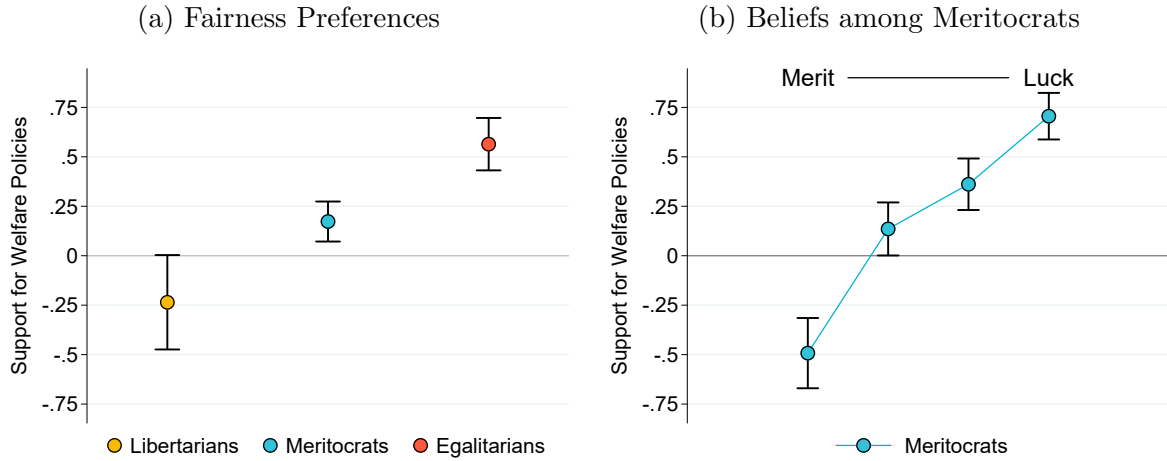 (a) Fairness Preferences
Support for Welfare Policies
.75
.5
.25
0
-.25
-.5
-.75
Libertarians Meritocrats Egalitarians
(b) Beliefs among Meritocrats
Support for Welfare Policies
Merit Luck
.75
.5
.25
0
-.25
-.5
-.75
Meritocrats